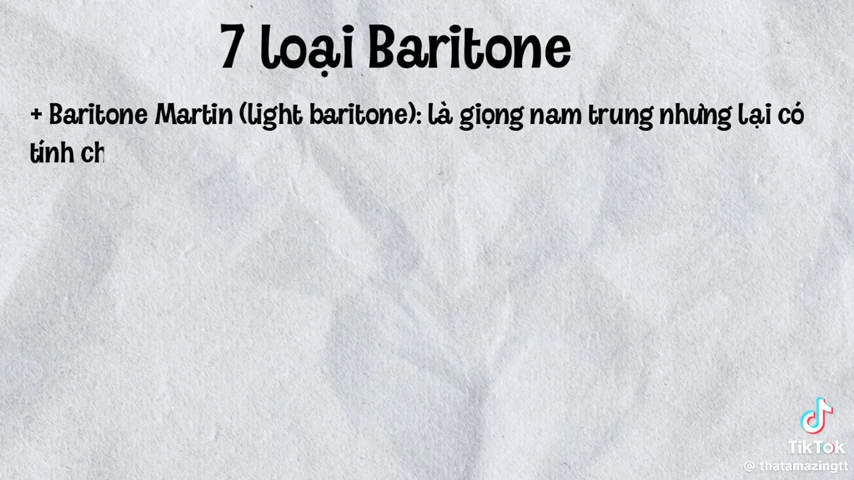 7 loại Baritone
+ Baritone Martin (light baritone): là giọng nam trung nhưng lại có
tính ch
TikTok
@ thatamazingtt